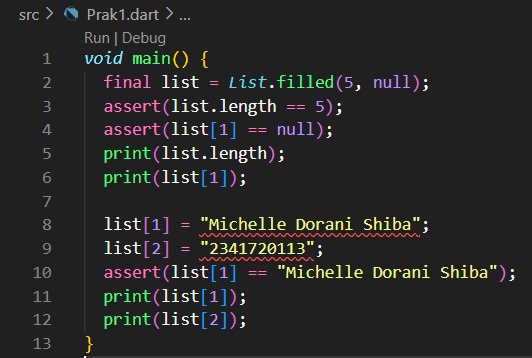 src > Prak1.dart > ...
Run | Debug
1 void main() {
2   final list = List.filled(5, null);
3   assert(list.length == 5);
4   assert(list[1] == null);
5   print(list.length);
6   print(list[1]);
7
8   list[1] = "Michelle Dorani Shiba";
9   list[2] = "2341720113";
10   assert(list[1] == "Michelle Dorani Shiba");
11   print(list[1]);
12   print(list[2]);
13 }